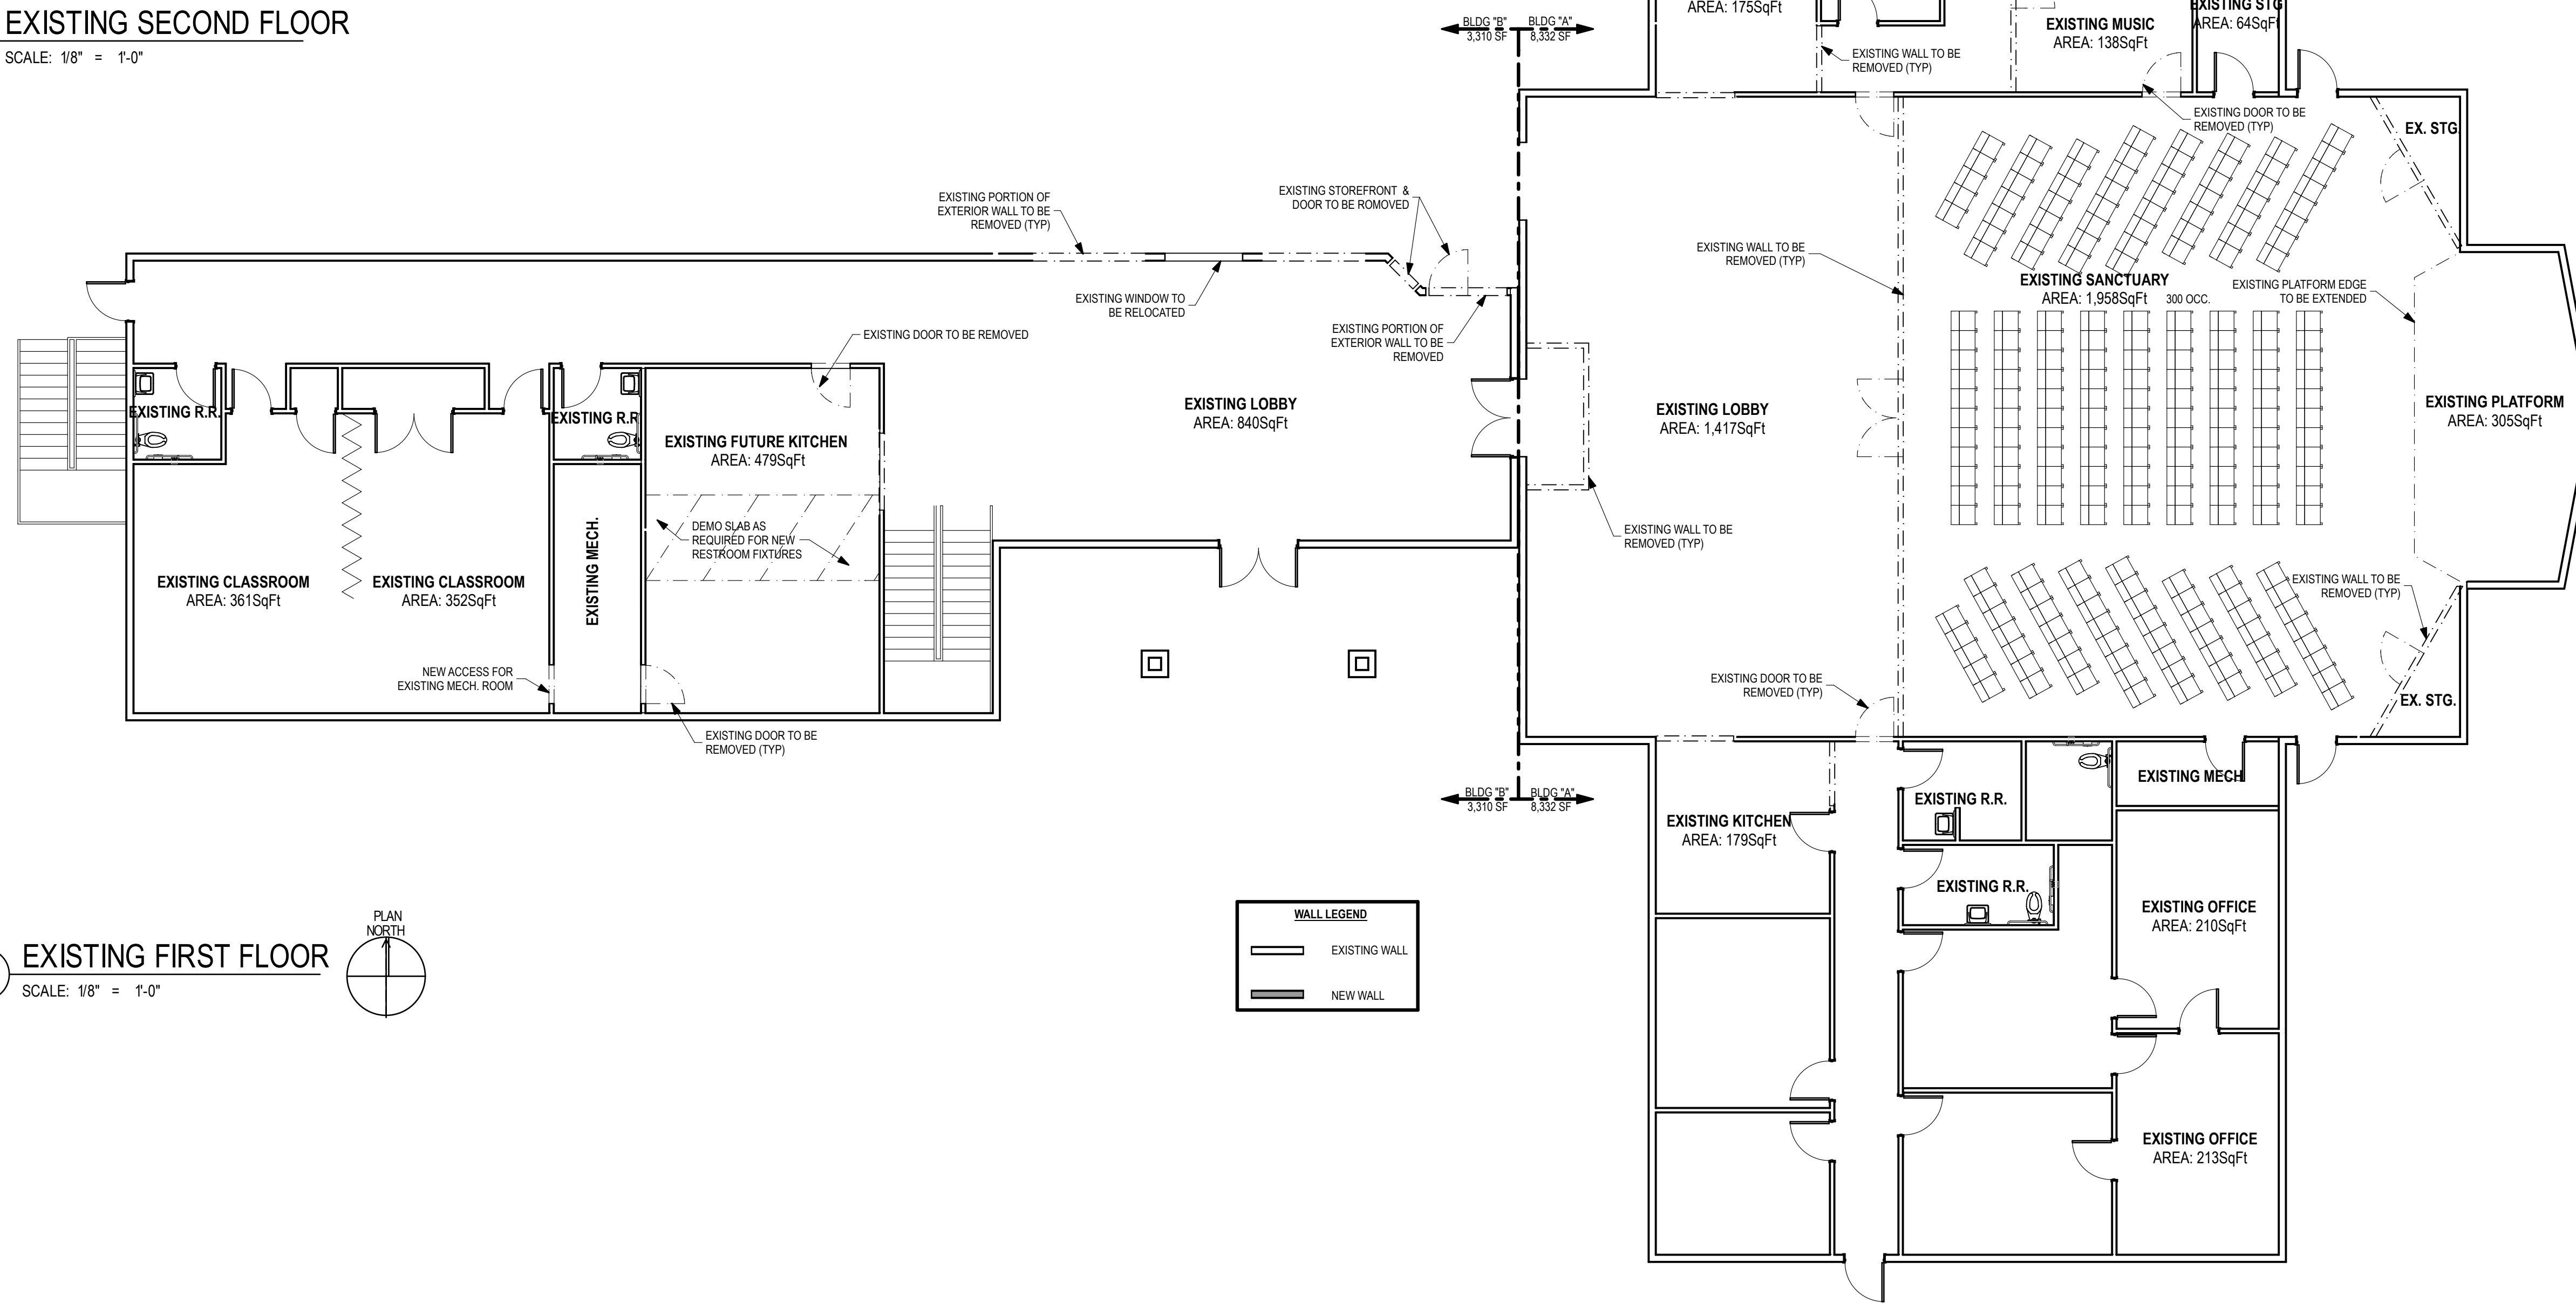 EXISTING SECOND FLOOR
SCALE: 1/8" = 1'-0"
BLDG "B"
3,310 SF
BLDG "A"
8,332 SF
AREA: 175SqFt
EXISTING WALL TO BE
REMOVED (TYP)
EXISTING MUSIC
AREA: 138SqFt
EXISTING STG
AREA: 64SqFt
EXISTING DOOR TO BE
REMOVED (TYP)
EX. STG.
EXISTING PORTION OF
EXTERIOR WALL TO BE
REMOVED (TYP)
EXISTING STOREFRONT &
DOOR TO BE ROMOVED
EXISTING WALL TO BE
REMOVED (TYP)
EXISTING SANCTUARY
AREA: 1,958SqFt
300 OCC.
EXISTING PLATFORM EDGE
TO BE EXTENDED
EXISTING WINDOW TO
BE RELOCATED
EXISTING PORTION OF
EXTERIOR WALL TO BE
REMOVED
EXISTING DOOR TO BE REMOVED
EXISTING R.R.
EXISTING R.R
EXISTING FUTURE KITCHEN
AREA: 479SqFt
EXISTING LOBBY
AREA: 840SqFt
EXISTING LOBBY
AREA: 1,417SqFt
EXISTING PLATFORM
AREA: 305SqFt
DEMO SLAB AS
REQUIRED FOR NEW
RESTROOM FIXTURES
EXISTING WALL TO BE
REMOVED (TYP)
EXISTING CLASSROOM
AREA: 361SqFt
EXISTING CLASSROOM
AREA: 352SqFt
EXISTING MECH.
EXISTING WALL TO BE
REMOVED (TYP)
NEW ACCESS FOR
EXISTING MECH. ROOM
EXISTING DOOR TO BE
REMOVED (TYP)
EX. STG.
EXISTING DOOR TO BE
REMOVED (TYP)
BLDG "B"
3,310 SF
BLDG "A"
8,332 SF
EXISTING MECH
EXISTING R.R.
EXISTING KITCHEN
AREA: 179SqFt
EXISTING R.R.
EXISTING OFFICE
AREA: 210SqFt
EXISTING FIRST FLOOR
SCALE: 1/8" = 1'-0"
PLAN
NORTH
WALL LEGEND
EXISTING WALL
NEW WALL
EXISTING OFFICE
AREA: 213SqFt